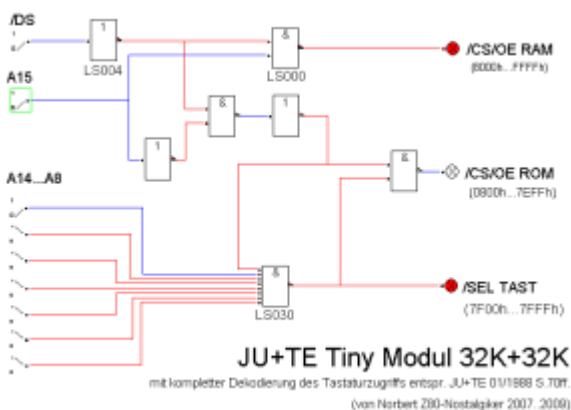 /DS
1
&
/CS/OE RAM
(8000h...FFFFh)
LS004
LS000
A15
&
1
1
&
A14...A8
/CS/OE ROM
(0800h...7EFFh)
&
/SEL TAST
(7F00h...7FFFh)
LS030
JU+TE Tiny Modul 32K+32K
mit kompletter Dekodierung des Tastaturzugriffs entspr. JU+TE 01/1988 S.70ff.
(von Norbert Z80-Nostalgiker 2007, 2009)